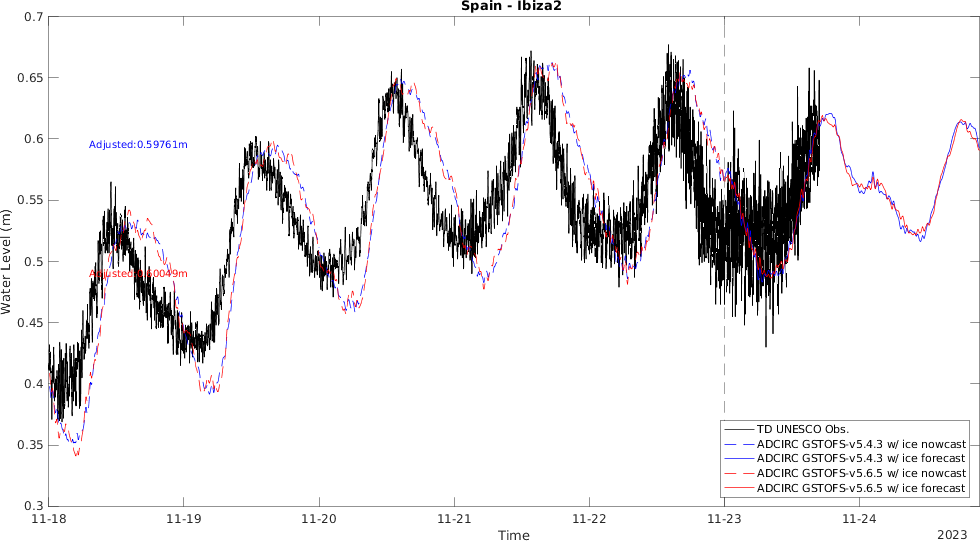 Spain - Ibiza2
0.7
0.65
0.6
0.55
0.5
0.45
0.4
0.35
0.3
Water Level (m)
Adjusted:0.59761m
Adjusted:0.60049m
TD UNESCO Obs.
ADCIRC GSTOFS-v5.4.3 w/ ice nowcast
ADCIRC GSTOFS-v5.4.3 w/ ice forecast
ADCIRC GSTOFS-v5.6.5 w/ ice nowcast
ADCIRC GSTOFS-v5.6.5 w/ ice forecast
11-18 11-19 11-20 11-21 11-22 11-23 11-24
Time
2023